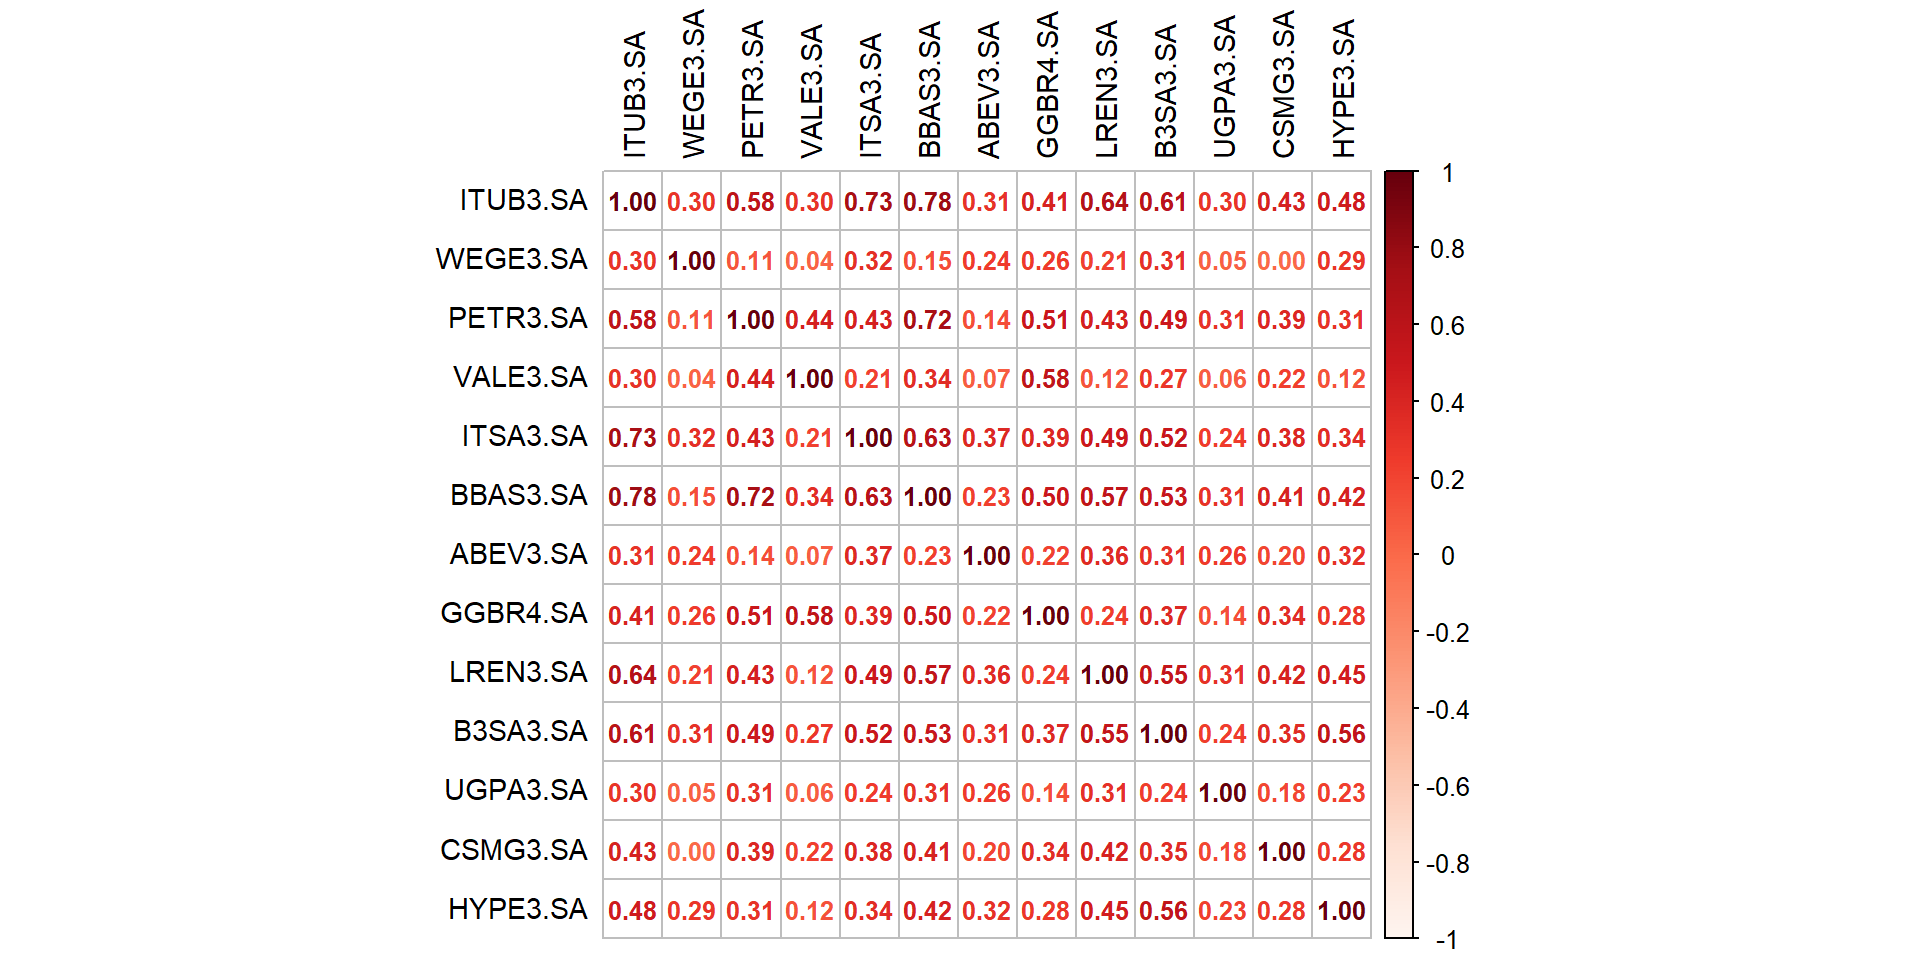 ITUB3.SA WEGE3.SA PETR3.SA VALE3.SA ITSA3.SA BBAS3.SA ABEV3.SA GGBR4.SA LREN3.SA B3SA3.SA UGPA3.SA CSMG3.SA HYPE3.SA
ITUB3.SA 1.00 0.30 0.58 0.30 0.73 0.78 0.31 0.41 0.64 0.61 0.30 0.43 0.48
WEGE3.SA 0.30 1.00 0.11 0.04 0.32 0.15 0.24 0.26 0.21 0.31 0.05 0.00 0.29
PETR3.SA 0.58 0.11 1.00 0.44 0.43 0.72 0.14 0.51 0.43 0.49 0.31 0.39 0.31
VALE3.SA 0.30 0.04 0.44 1.00 0.21 0.34 0.07 0.58 0.12 0.27 0.06 0.22 0.12
ITSA3.SA 0.73 0.32 0.43 0.21 1.00 0.63 0.37 0.39 0.49 0.52 0.24 0.38 0.34
BBAS3.SA 0.78 0.15 0.72 0.34 0.63 1.00 0.23 0.50 0.57 0.53 0.31 0.41 0.42
ABEV3.SA 0.31 0.24 0.14 0.07 0.37 0.23 1.00 0.22 0.36 0.31 0.26 0.20 0.32
GGBR4.SA 0.41 0.26 0.51 0.58 0.39 0.50 0.22 1.00 0.24 0.37 0.14 0.34 0.28
LREN3.SA 0.64 0.21 0.43 0.12 0.49 0.57 0.36 0.24 1.00 0.55 0.31 0.42 0.45
B3SA3.SA 0.61 0.31 0.49 0.27 0.52 0.53 0.31 0.37 0.55 1.00 0.24 0.35 0.56
UGPA3.SA 0.30 0.05 0.31 0.06 0.24 0.31 0.26 0.14 0.31 0.24 1.00 0.18 0.23
CSMG3.SA 0.43 0.00 0.39 0.22 0.38 0.41 0.20 0.34 0.42 0.35 0.18 1.00 0.28
HYPE3.SA 0.48 0.29 0.31 0.12 0.34 0.42 0.32 0.28 0.45 0.56 0.23 0.28 1.00
1
0.8
0.6
0.4
0.2
0
-0.2
-0.4
-0.6
-0.8
-1